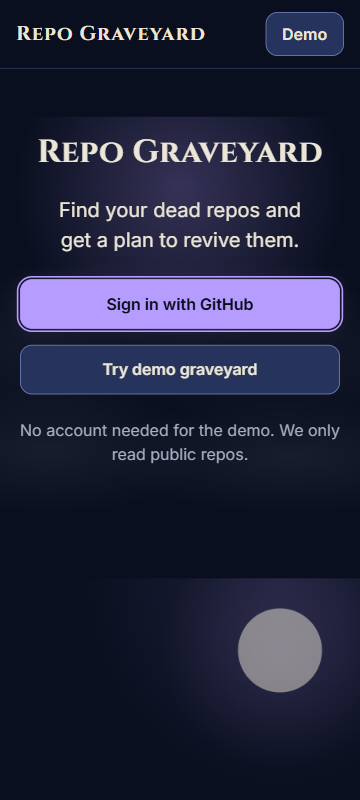 Repo Graveyard
Demo
Repo Graveyard
Find your dead repos and
get a plan to revive them.
Sign in with GitHub
Try demo graveyard
No account needed for the demo. We only
read public repos.